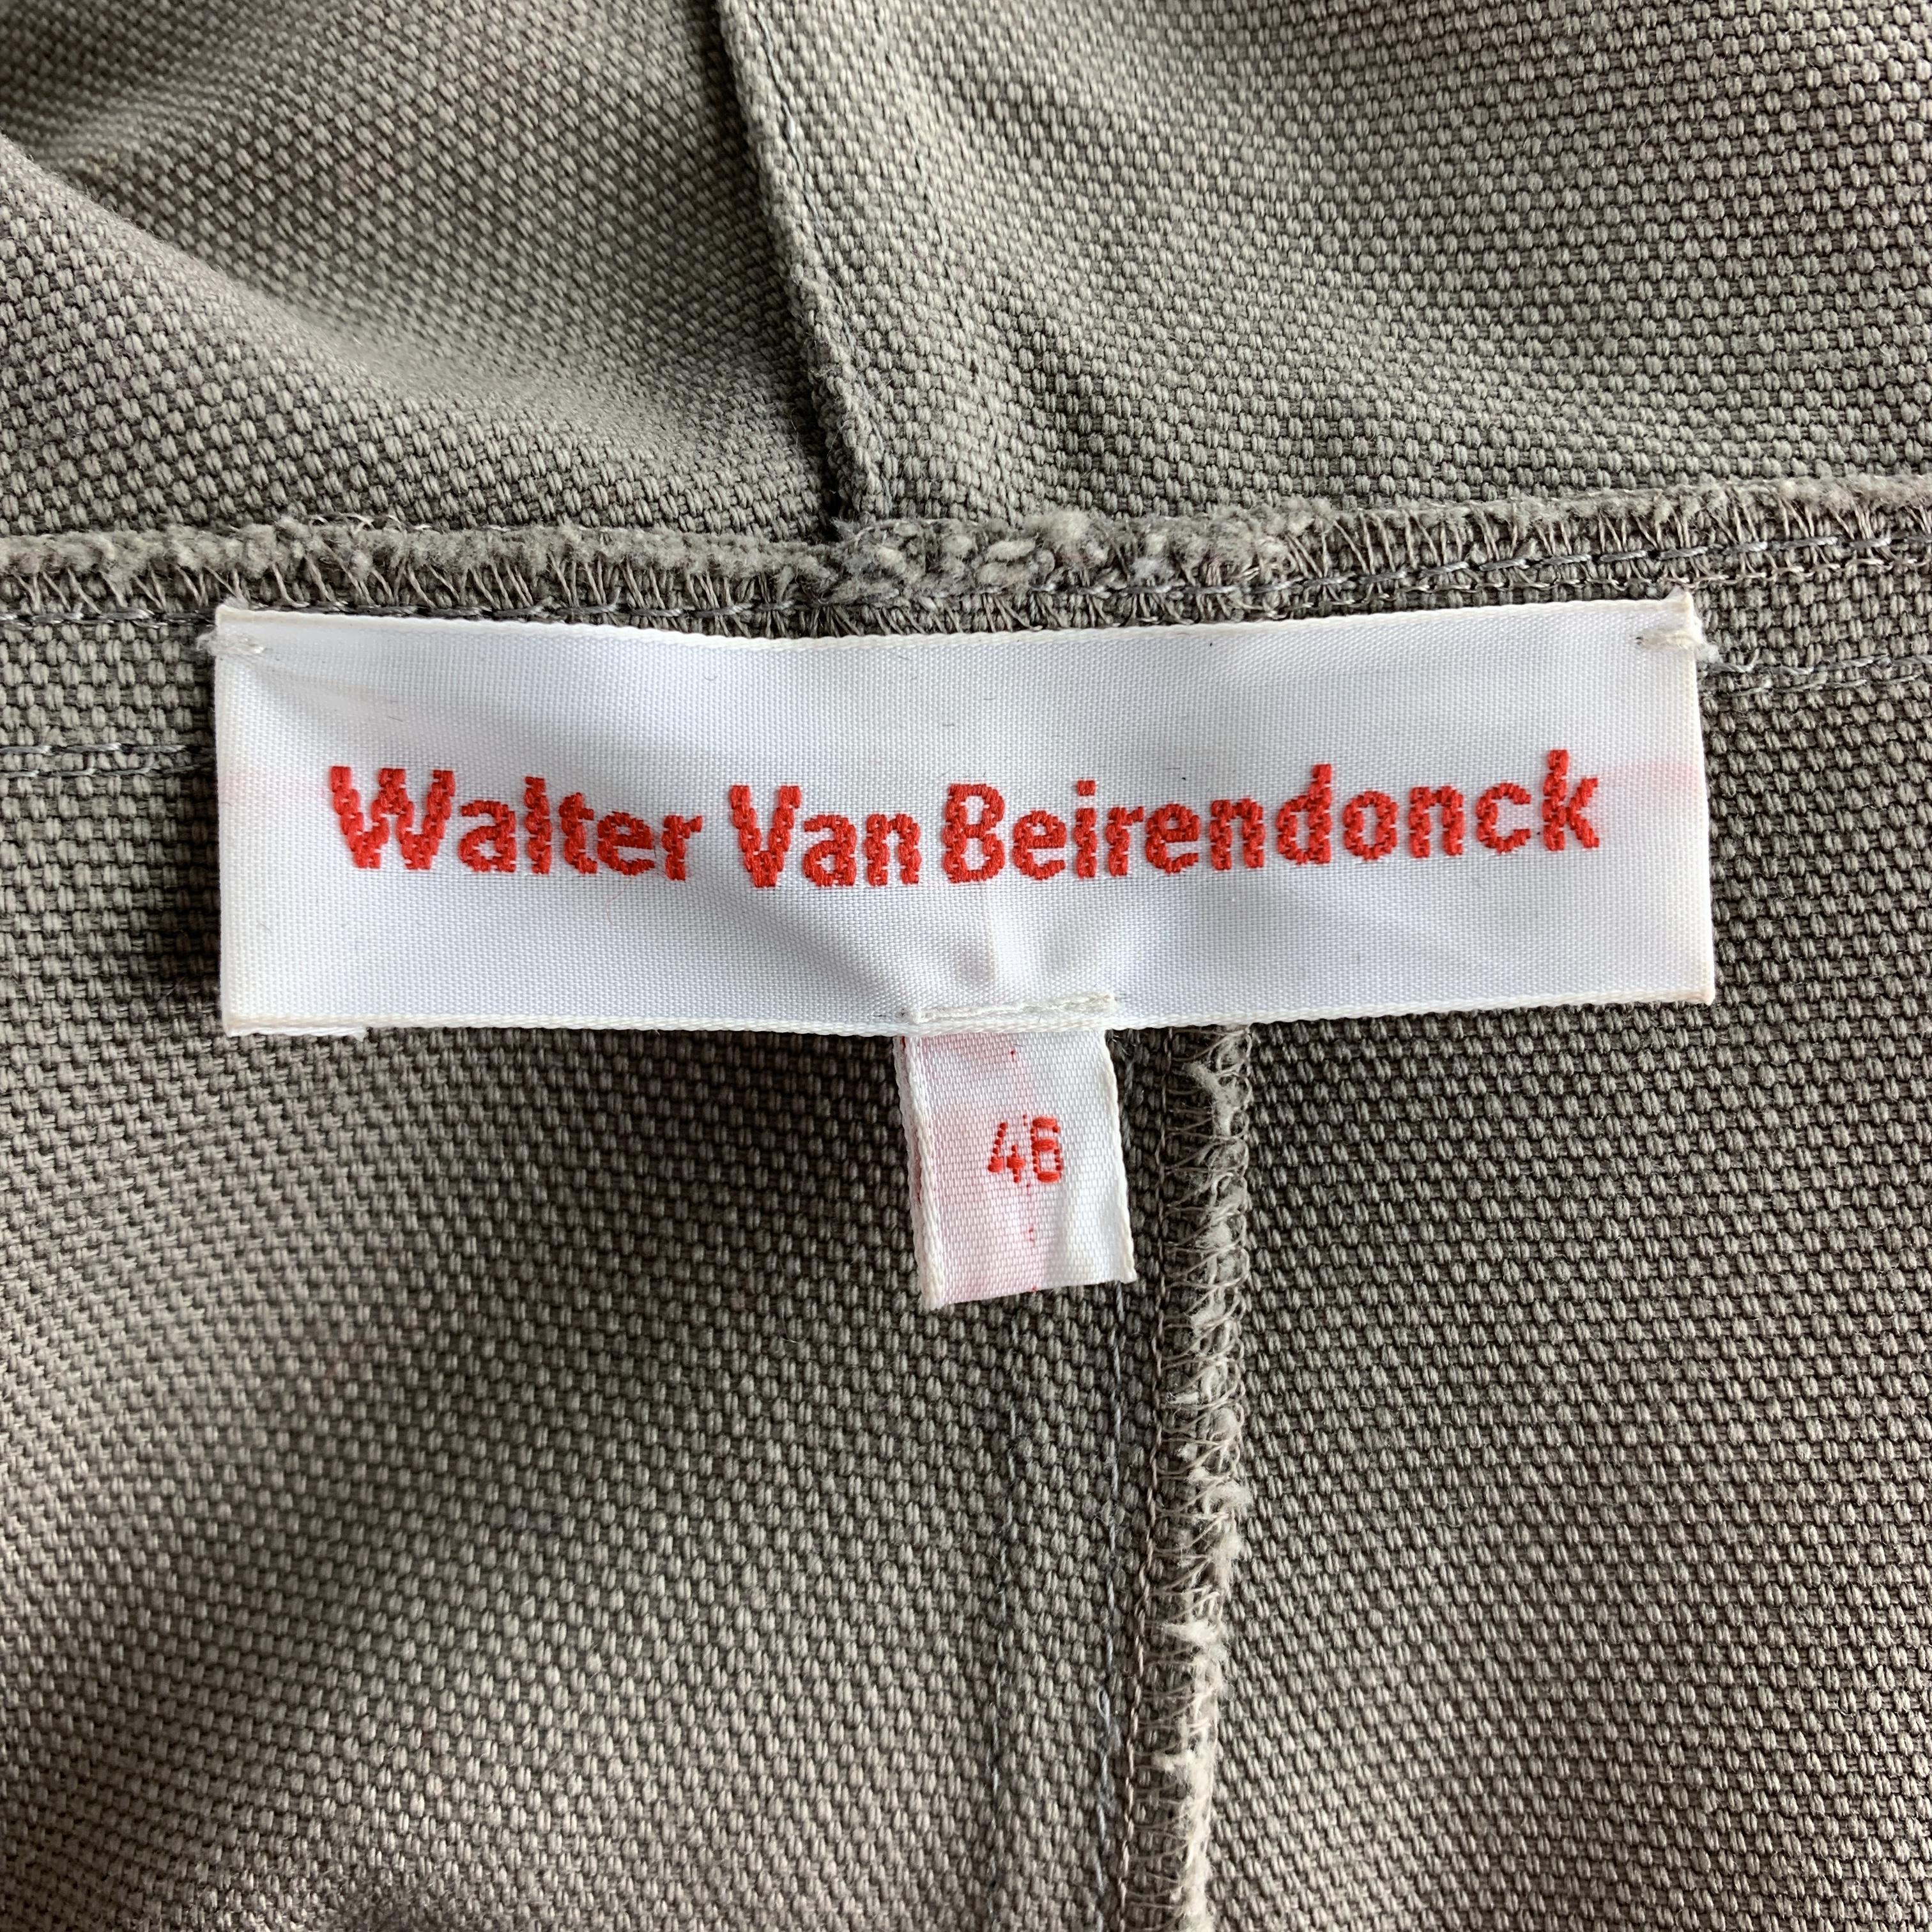 Walter Van Beirendonck
46